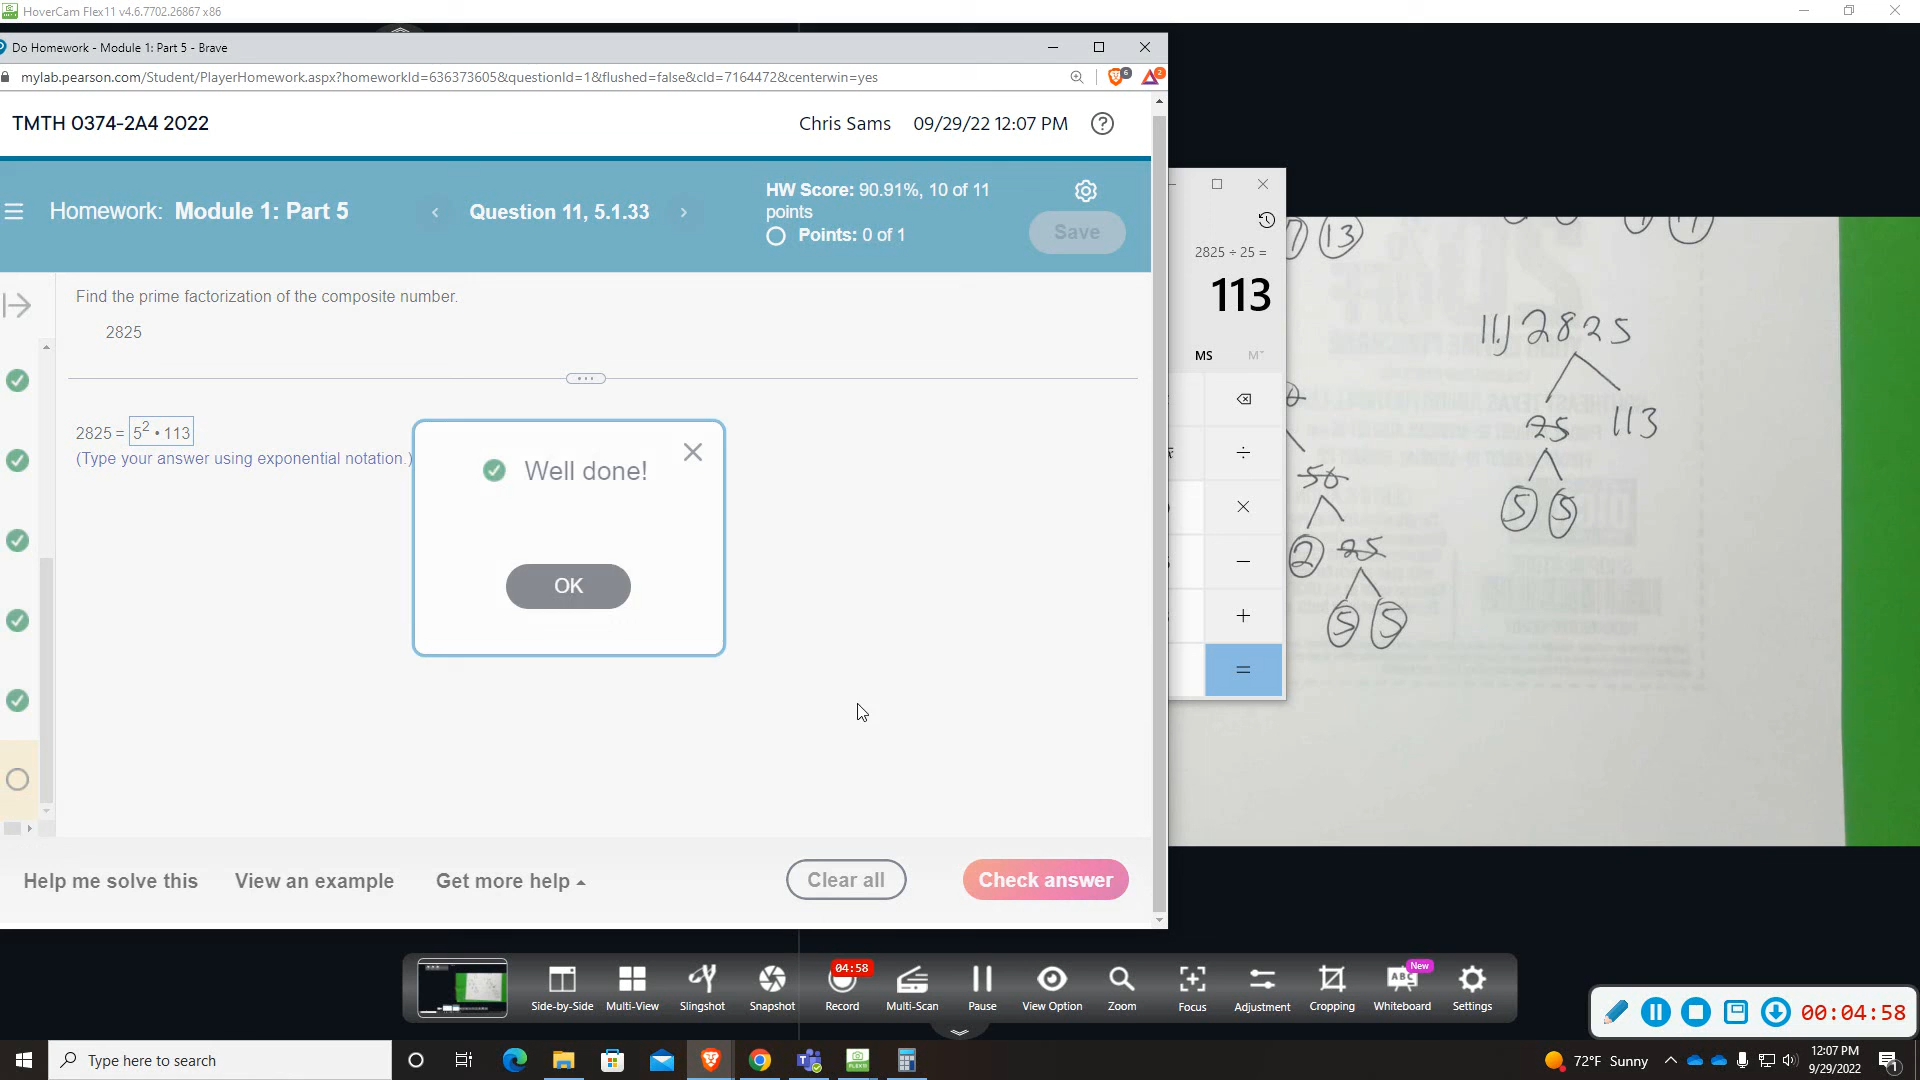 HoverCam Flex11 v4.6.7702.26867 x86
Do Homework - Module 1: Part 5 - Brave
mylab.pearson.com/Student/PlayerHomework.aspx?homeworkId=636373605&questionId=1&flushed=false&cId=7164472&centerwin=yes
6
2
TMTH 0374-2A4 2022
Chris Sams 09/29/22 12:07 PM
Homework: Module 1: Part 5
Question 11, 5.1.33
HW Score: 90.91%, 10 of 11
points
Points: 0 of 1
Save
Find the prime factorization of the composite number.
2825
2825 = 5² • 113
(Type your answer using exponential notation.)
Well done!
OK
Help me solve this
View an example
Get more help
Clear all
Check answer
2825 ÷ 25 =
113
MS
÷
×
−
+
=
13
11.) 2825
25 113
5 5
50
2 25
5 5
Side-by-Side
Multi-View
Slingshot
Snapshot
04:58
Record
Multi-Scan
Pause
View Option
Zoom
Focus
Adjustment
Cropping
New
ABC
Whiteboard
Settings
00:04:58
Type here to search
72°F Sunny
12:07 PM
9/29/2022
1